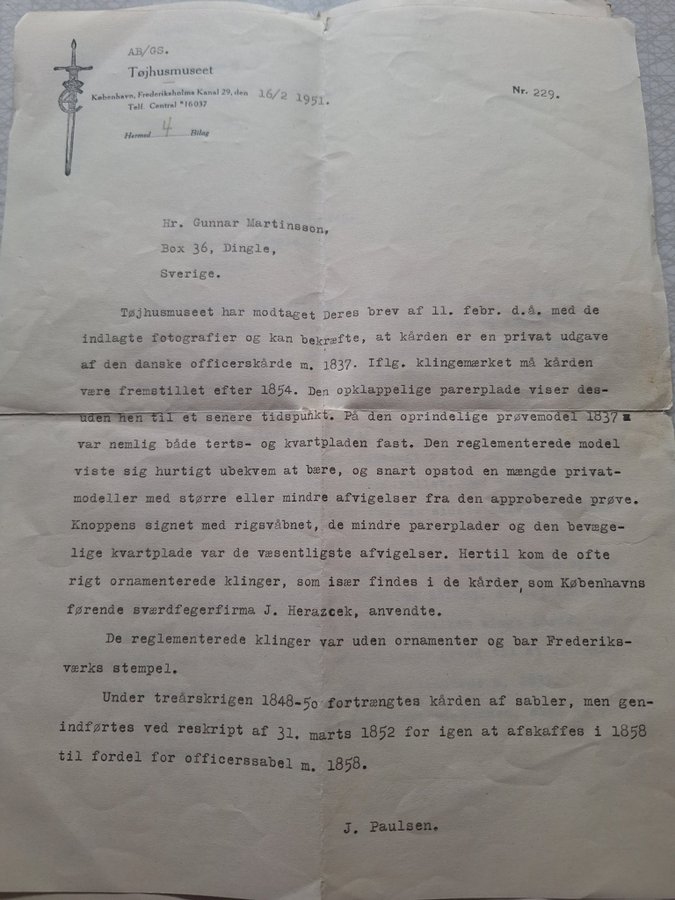 AB/GS.
Tøjhusmuseet
København, Frederiksholms Kanal 29, den 16/2 1951.
Telf. Central *16037
Nr. 229.
Hermed 4 Bilag
Hr. Gunnar Martinsson,
Box 36, Dingle,
Sverige.
Tøjhusmuseet har modtaget Deres brev af 11. febr. d.å. med de
indlagte fotografier og kan bekræfte, at kården er en privat udgave
af den danske officerskårde m. 1837. Iflg. klingemærket må kården
være fremstillet efter 1854. Den opklappelige parerplade viser des-
uden hen til et senere tidspunkt. På den oprindelige prøvemodel 1837
var nemlig både terts- og kvartpladen fast. Den reglementerede model
viste sig hurtigt ubekvem at bære, og snart opstod en mængde privat-
modeller med større eller mindre afvigelser fra den approberede prøve.
Knoppens signet med rigsvåbnet, de mindre parerplader og den bevæge-
lige kvartplade var de væsentligste afvigelser. Hertil kom de ofte
rigt ornamenterede klinger, som især findes i de kårder, som Københavns
førende sværdfegerfirma J. Herazcek, anvendte.
De reglementerede klinger var uden ornamenter og bar Frederiks-
værks stempel.
Under treårskrigen 1848-50 fortrængtes kården af sabler, men gen-
indførtes ved reskript af 31. marts 1852 for igen at afskaffes i 1858
til fordel for officerssabel m. 1858.
J. Paulsen.